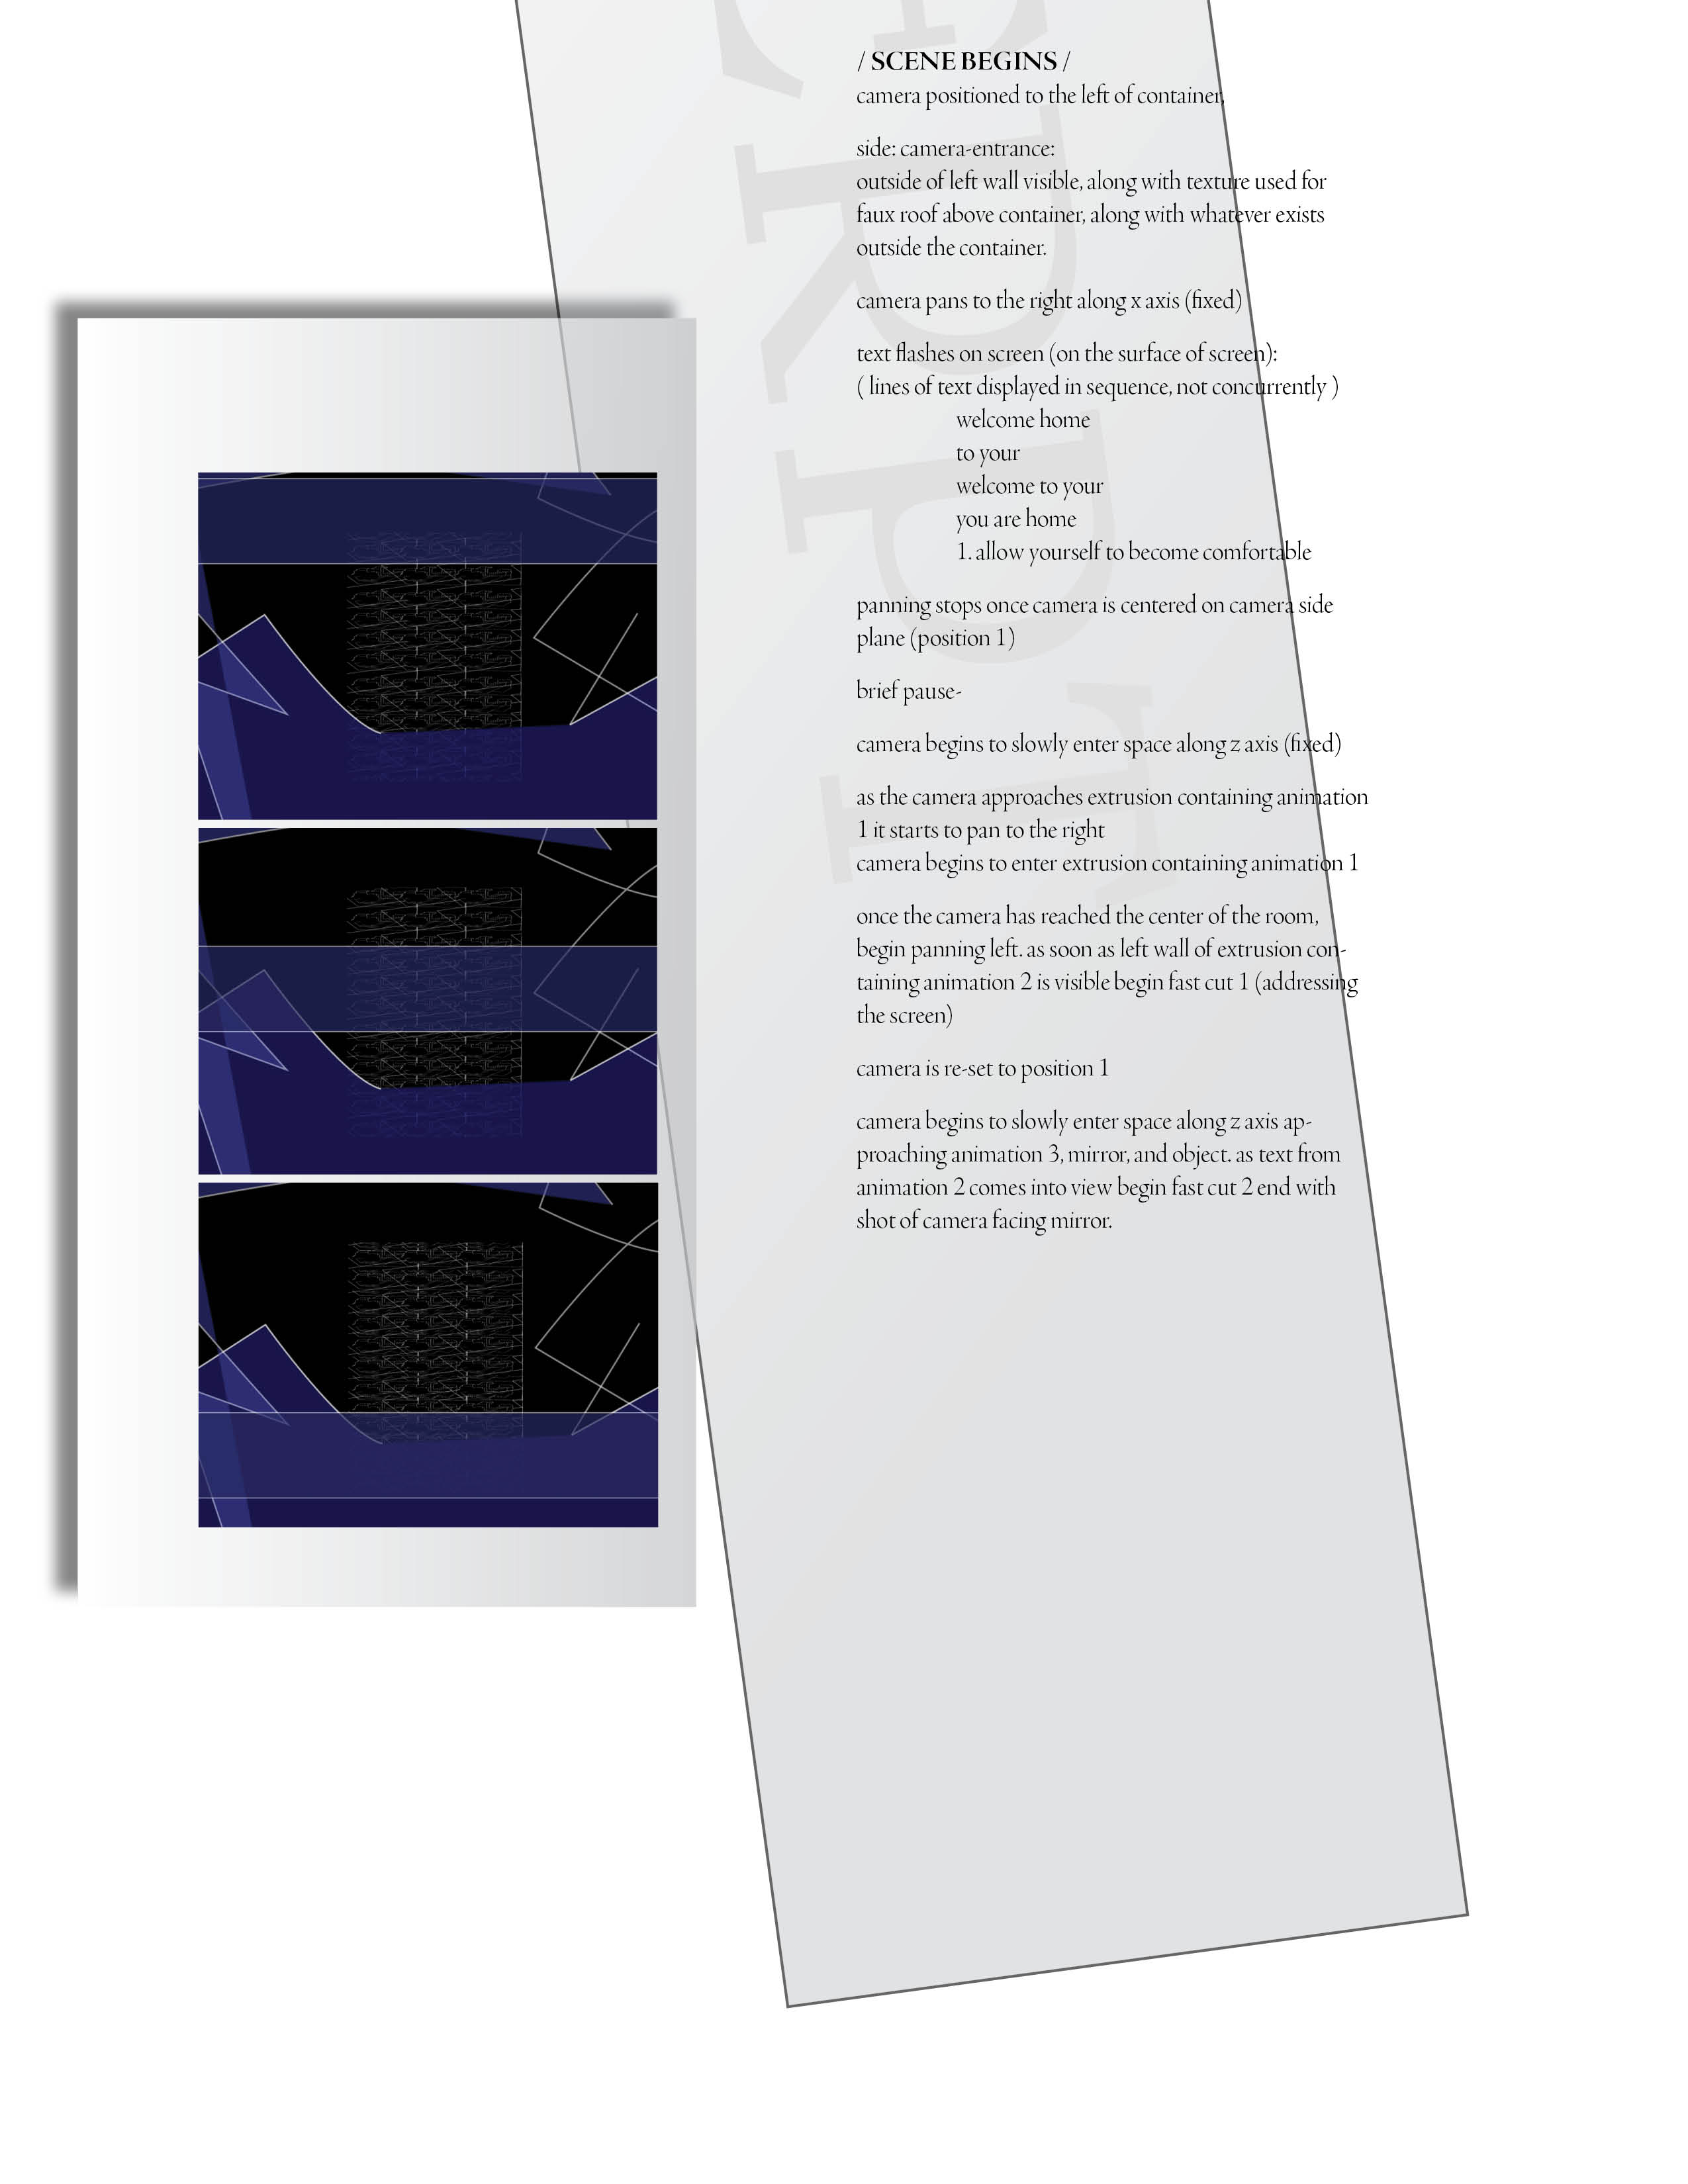 / SCENE BEGINS /
camera positioned to the left of container,
side: camera-entrance:
outside of left wall visible, along with texture used for
faux roof above container, along with whatever exists
outside the container.
camera pans to the right along x axis (fixed)
text flashes on screen (on the surface of screen):
( lines of text displayed in sequence, not concurrently )
welcome home
to your
welcome to your
you are home
1. allow yourself to become comfortable
panning stops once camera is centered on camera side
plane (position 1)
brief pause-
camera begins to slowly enter space along z axis (fixed)
as the camera approaches extrusion containing animation
1 it starts to pan to the right
camera begins to enter extrusion containing animation 1
once the camera has reached the center of the room,
begin panning left. as soon as left wall of extrusion con-
taining animation 2 is visible begin fast cut 1 (addressing
the screen)
camera is re-set to position 1
camera begins to slowly enter space along z axis ap-
proaching animation 3, mirror, and object. as text from
animation 2 comes into view begin fast cut 2 end with
shot of camera facing mirror.